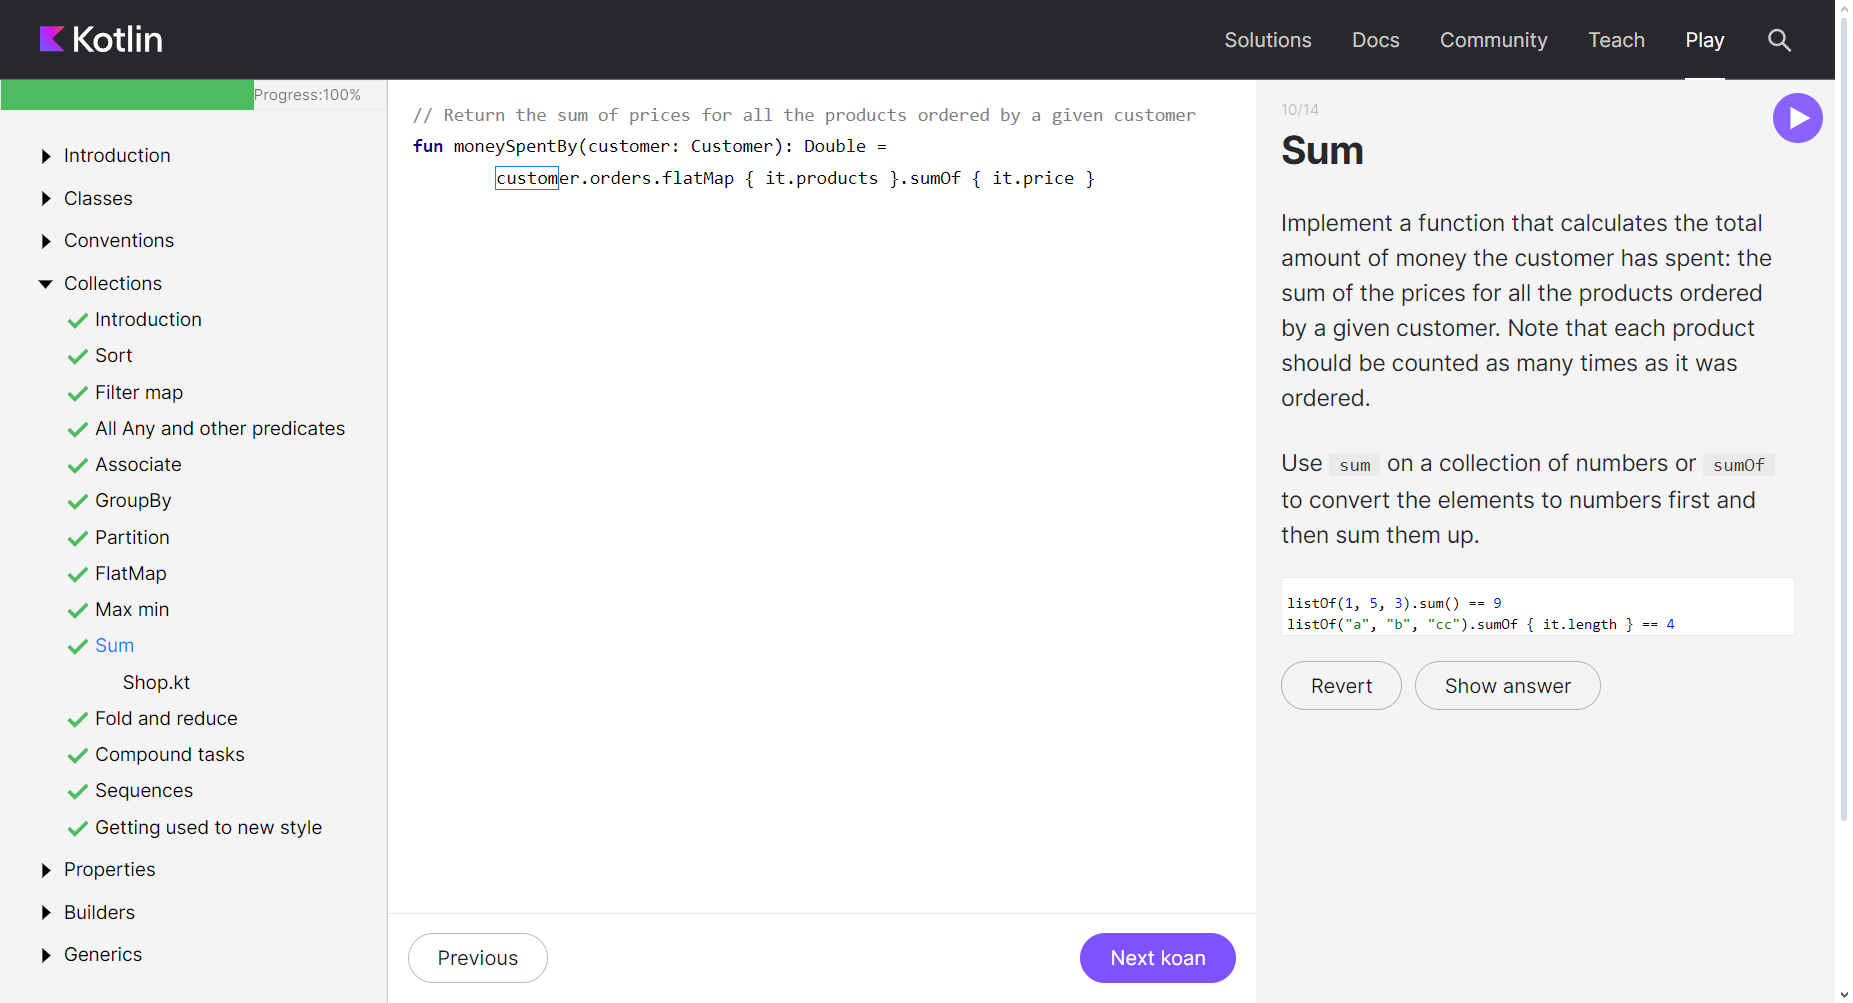 Kotlin
Solutions
Docs
Community
Teach
Play
Progress:100%
Introduction
Classes
Conventions
Collections
Introduction
Sort
Filter map
All Any and other predicates
Associate
GroupBy
Partition
FlatMap
Max min
Sum
Shop.kt
Fold and reduce
Compound tasks
Sequences
Getting used to new style
Properties
Builders
Generics
// Return the sum of prices for all the products ordered by a given customer
fun moneySpentBy(customer: Customer): Double =
customer.orders.flatMap { it.products }.sumOf { it.price }
Previous
Next koan
10/14
Sum
Implement a function that calculates the total
amount of money the customer has spent: the
sum of the prices for all the products ordered
by a given customer. Note that each product
should be counted as many times as it was
ordered.
Use sum on a collection of numbers or sumOf
to convert the elements to numbers first and
then sum them up.
listOf(1, 5, 3).sum() == 9
listOf("a", "b", "cc").sumOf { it.length } == 4
Revert
Show answer